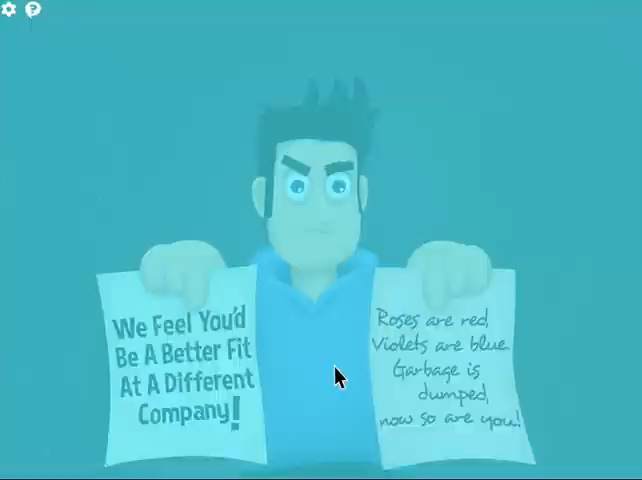 We Feel You'd
Be A Better Fit
At A Different
Company!
Roses are red,
Violets are blue.
Garbage is
dumped,
now so are you!